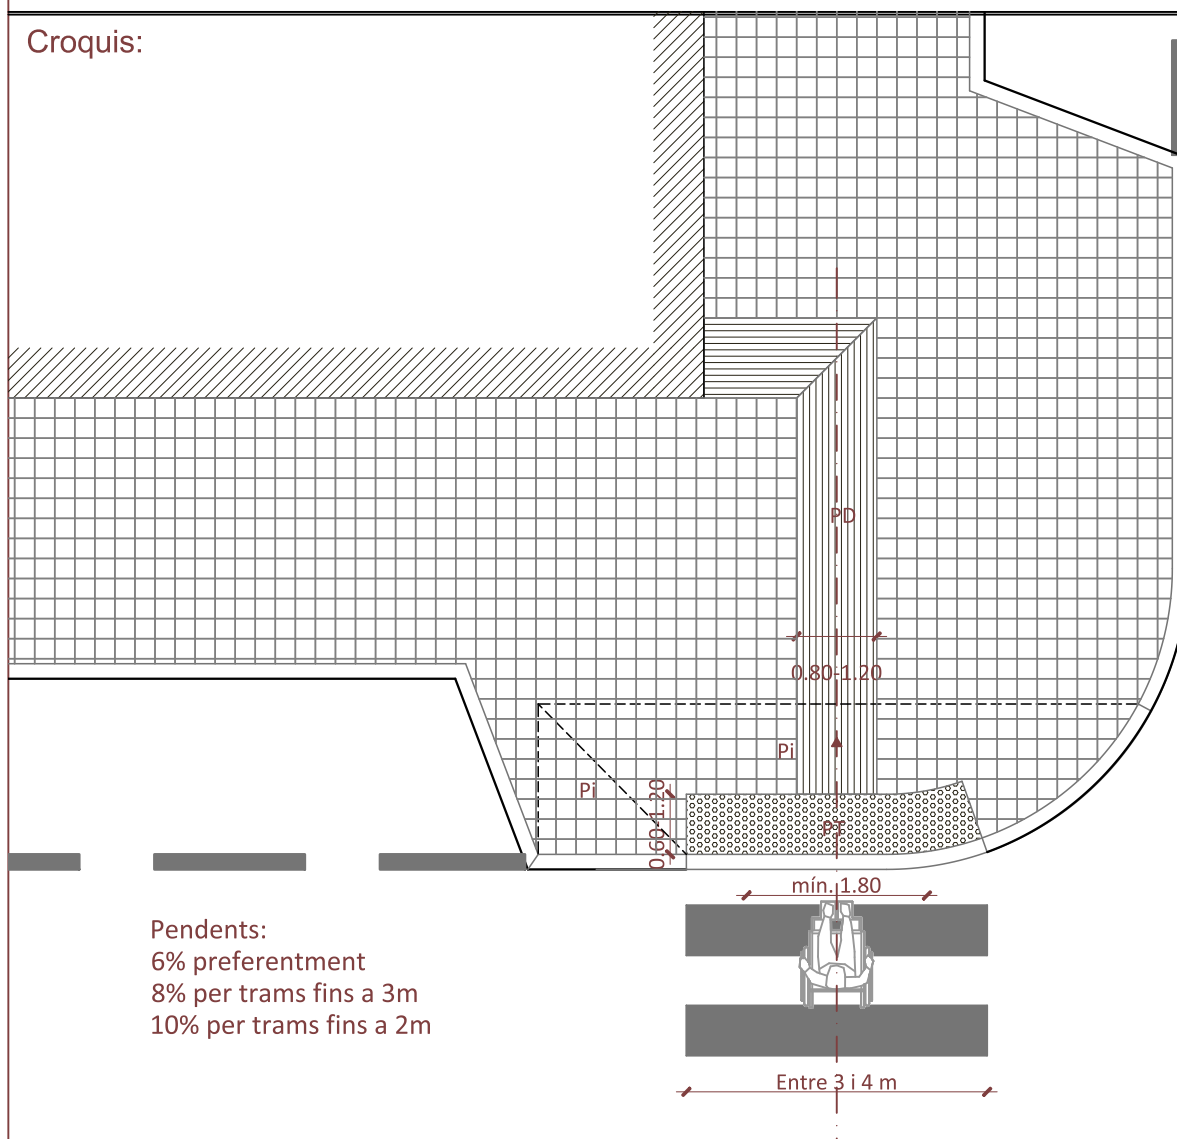 Croquis:
PD
0.80-1.20
Pi
Pi
0.60-1.20
PT
mín. 1.80
Pendents:
6% preferentment
8% per trams fins a 3m
10% per trams fins a 2m
Entre 3 i 4 m